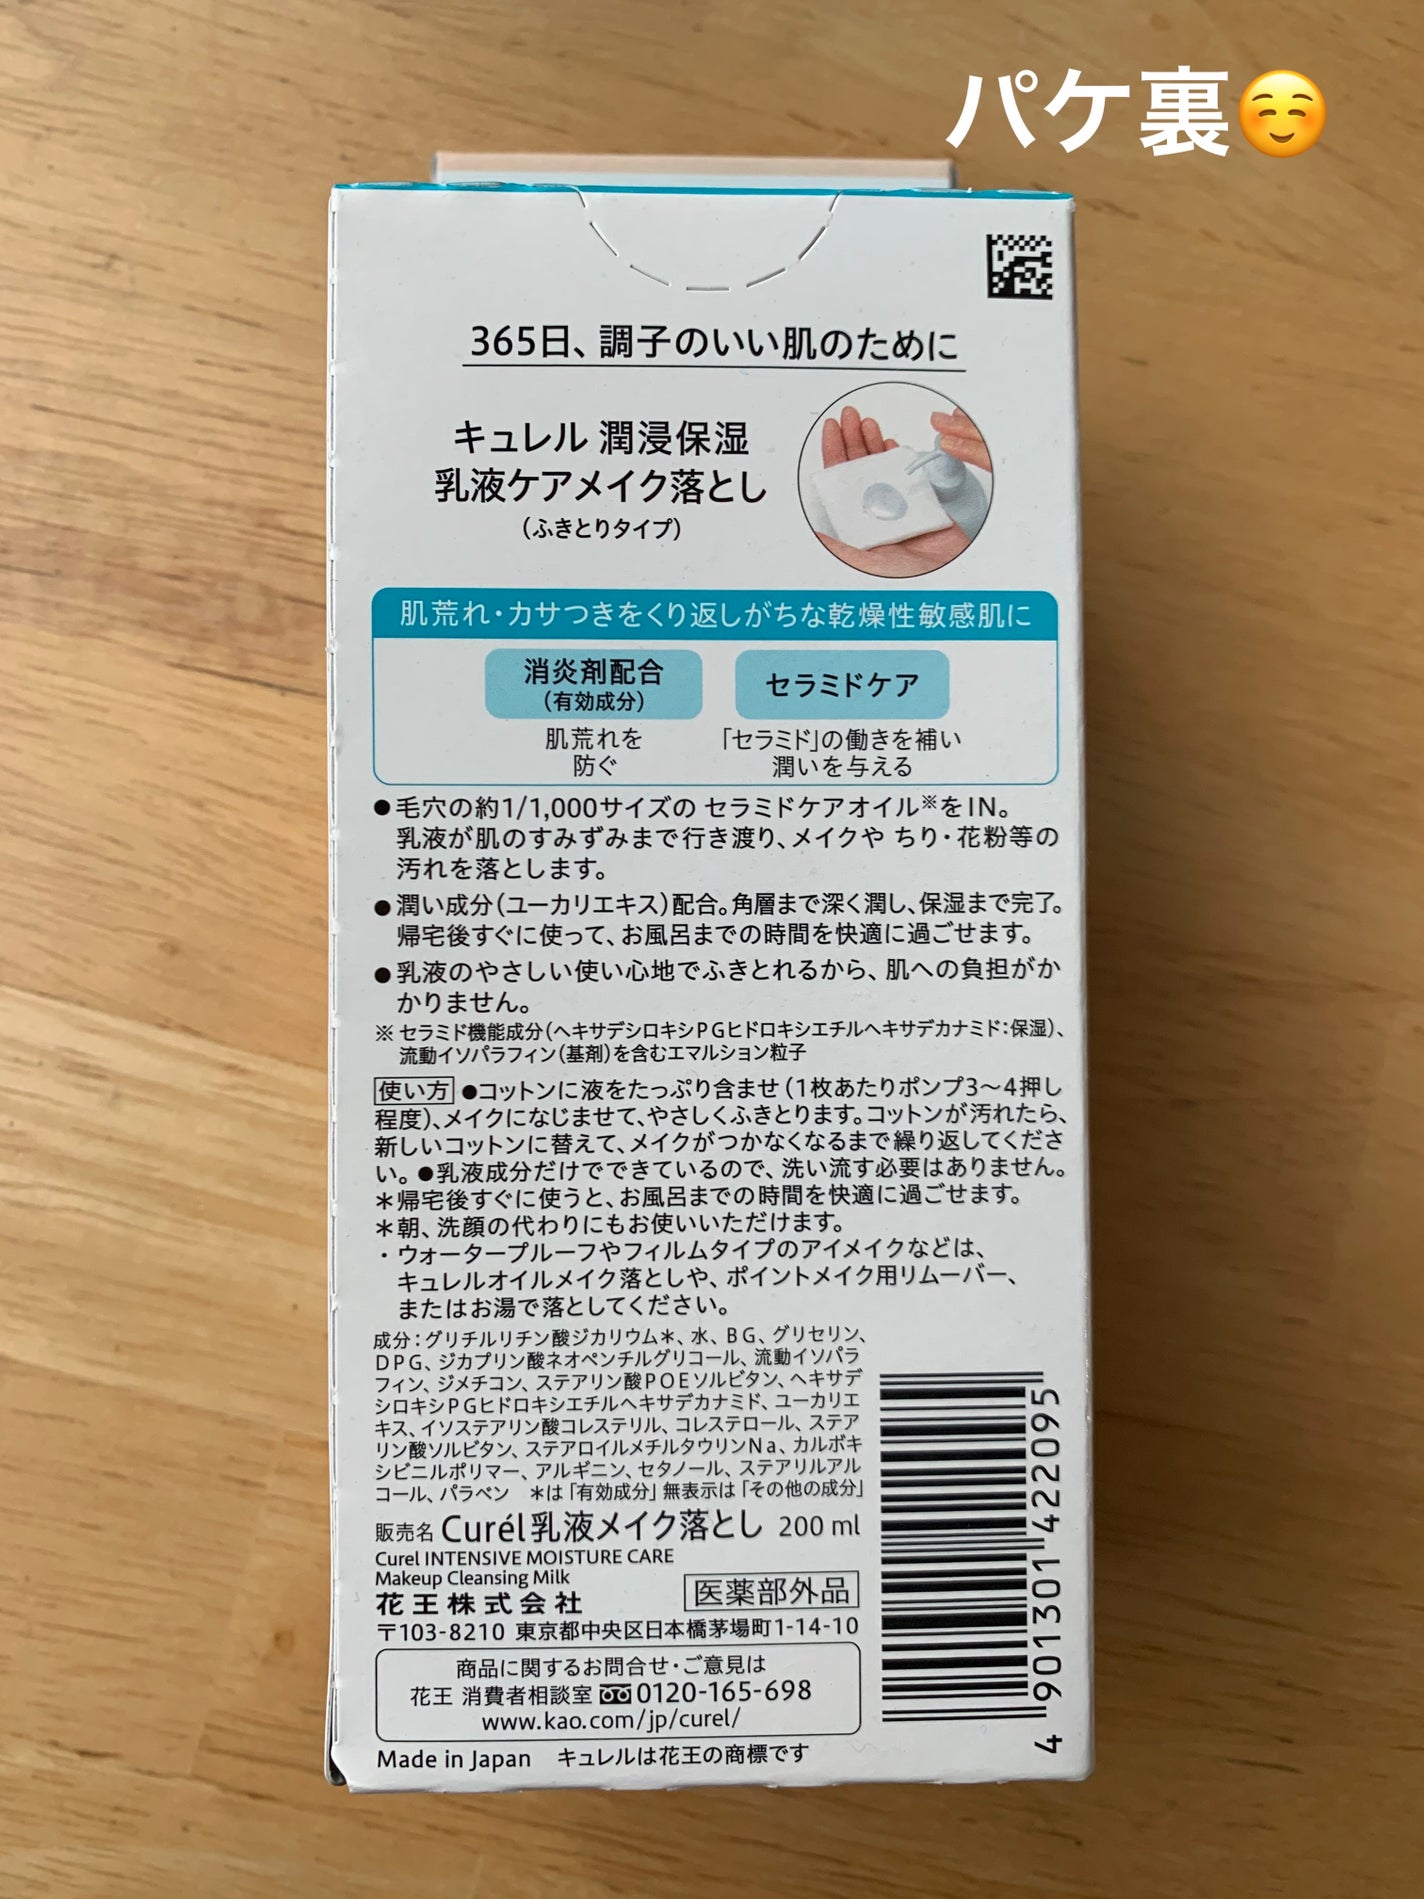 パケ裏☺️
365日、調子のいい肌のために
キュレル 潤浸保湿
乳液ケアメイク落とし
(ふきとりタイプ)
肌荒れ・カサつきをくり返しがちな乾燥性敏感肌に
消炎剤配合
(有効成分)
肌荒れを
防ぐ
セラミドケア
「セラミド」の働きを補い
潤いを与える
●毛穴の約1/1,000サイズの セラミドケアオイル※をIN。
乳液が肌のすみずみまで行き渡り、メイクや ちり・花粉等の
汚れを落とします。
●潤い成分(ユーカリエキス)配合。角層まで深く潤し、保湿まで完了。
帰宅後すぐに使って、お風呂までの時間を快適に過ごせます。
●乳液のやさしい使い心地でふきとれるから、肌への負担がか
かりません。
※ セラミド機能成分(ヘキサデシロキシPGヒドロキシエチルヘキサデカナミド:保湿)、
流動イソパラフィン(基剤)を含むエマルション粒子
使い方 ●コットンに液をたっぷり含ませ(1枚あたりポンプ3〜4押し
程度)、メイクになじませて、やさしくふきとります。コットンが汚れたら、
新しいコットンに替えて、メイクがつかなくなるまで繰り返してくださ
い。●乳液成分だけでできているので、洗い流す必要はありません。
＊帰宅後すぐに使うと、お風呂までの時間を快適に過ごせます。
＊朝、洗顔の代わりにもお使いいただけます。
・ウォータープルーフやフィルムタイプのアイメイクなどは、
キュレルオイルメイク落としや、ポイントメイク用リムーバー、
またはお湯で落としてください。
成分：グリチルリチン酸ジカリウム＊、水、BG、グリセリン、
DPG、ジカプリン酸ネオペンチルグリコール、流動イソパラ
フィン、ジメチコン、ステアリン酸POEソルビタン、ヘキサデ
シロキシPGヒドロキシエチルヘキサデカナミド、ユーカリエ
キス、イソステアリン酸コレステリル、コレステロール、ステア
リン酸ソルビタン、ステアロイルメチルタウリンNa、カルボキ
シビニルポリマー、アルギニン、セタノール、ステアリルアル
コール、パラベン ＊は「有効成分」無表示は「その他の成分」
販売名 Curél乳液メイク落とし 200 ml
Curel INTENSIVE MOISTURE CARE
Makeup Cleansing Milk
花王株式会社
医薬部外品
〒103-8210 東京都中央区日本橋茅場町1-14-10
商品に関するお問合せ・ご意見は
花王 消費者相談室 0120-165-698
www.kao.com/jp/curel/
Made in Japan キュレルは花王の商標です
4 901301 422095